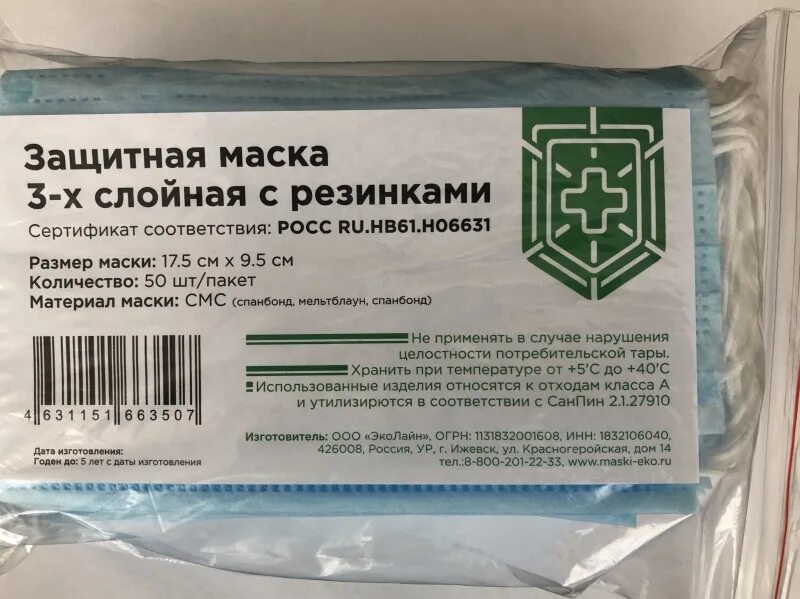 Защитная маска
3-х слойная с резинками
Сертификат соответствия: РОСС RU.НВ61.Н06631
Размер маски: 17.5 см х 9.5 см
Количество: 50 шт/пакет
Материал маски: СМС (спанбонд, мельтблаун, спанбонд)
Не применять в случае нарушения
целостности потребительской тары.
Хранить при температуре от +5'С до +40'С
Использованные изделия относятся к отходам класса А
и утилизирются в соответствии с СанПин 2.1.27910
4 631151 663507
Изготовитель: ООО «ЭкоЛайн», ОГРН: 1131832001608, ИНН: 1832106040,
426008, Россия, УР, г. Ижевск, ул. Красногеройская, дом 14
тел.:8-800-201-22-33, www.maski-eko.ru
Дата изготовления:
Годен до: 5 лет с даты изготовления